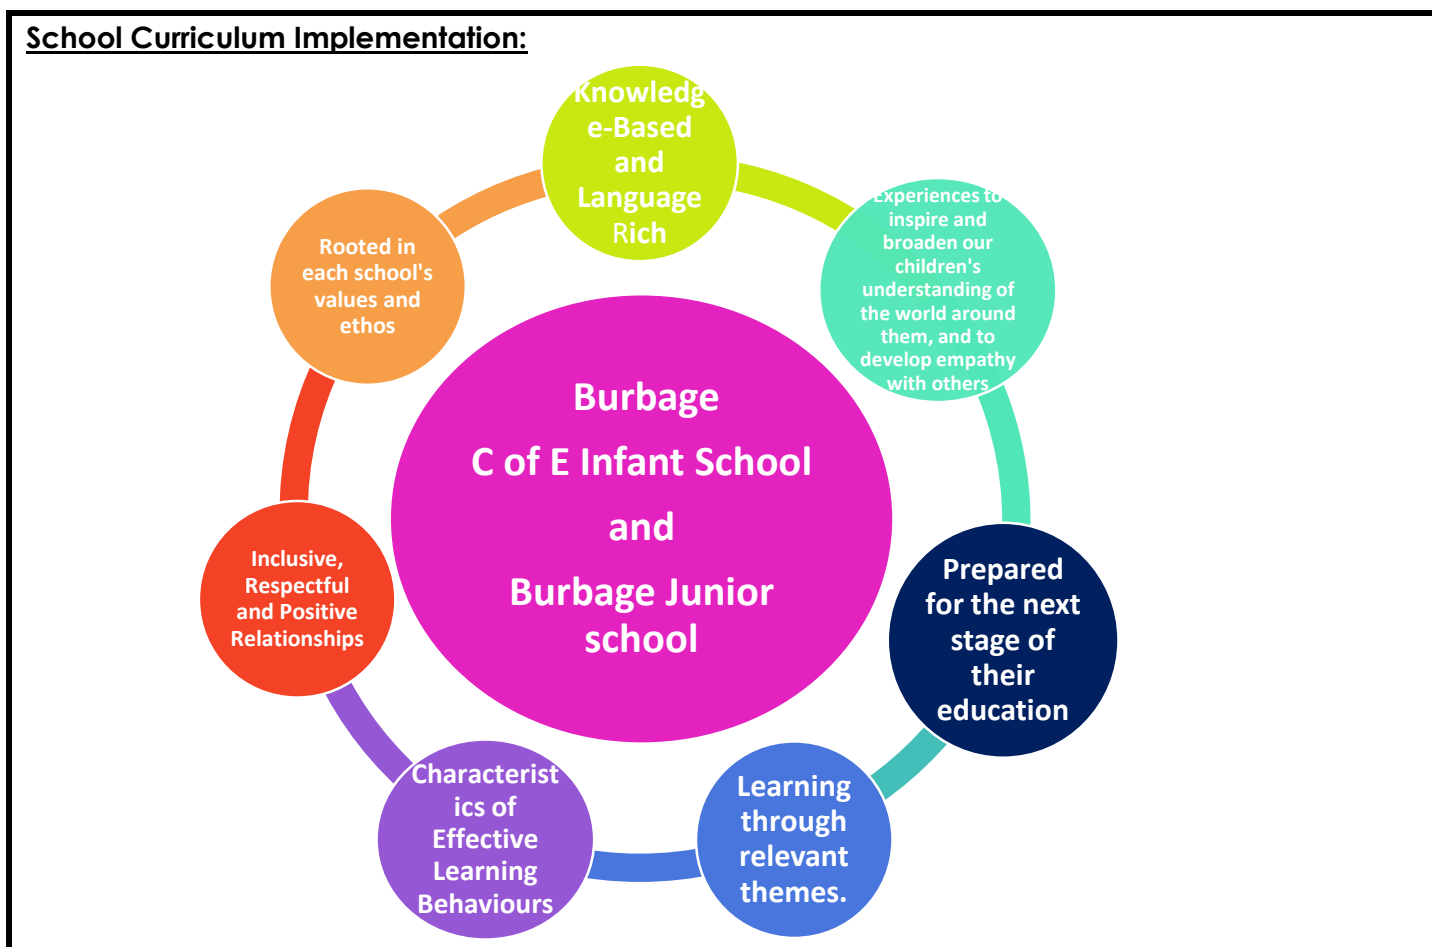 School Curriculum Implementation:
Knowledg
e-Based
and
Language
Rich
Experiences to
inspire and
broaden our
children's
understanding of
the world around
them, and to
develop empathy
with others
Prepared
for the next
stage of
their
education
Learning
through
relevant
themes.
Characterist
ics of
Effective
Learning
Behaviours
Inclusive,
Respectful
and Positive
Relationships
Rooted in
each school's
values and
ethos
Burbage
C of E Infant School
and
Burbage Junior
school